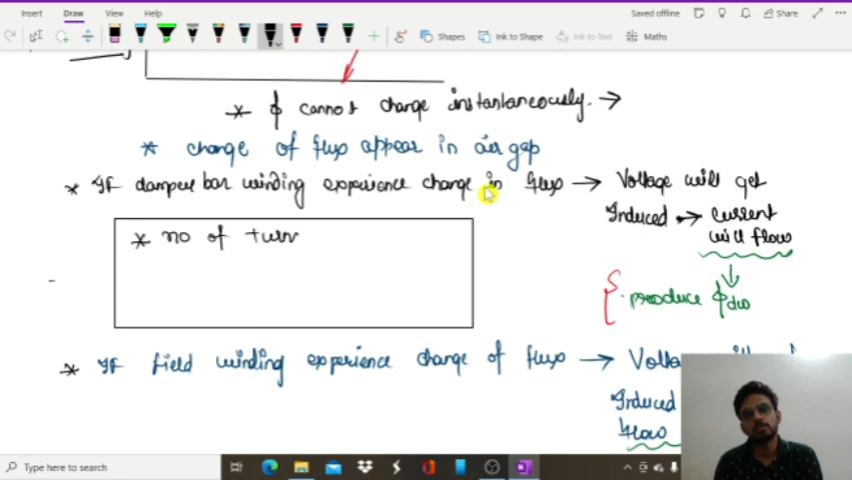 Insert Draw View Help Saved offline Share
Shapes Ink to Shape Ink to Text Maths
* ϕ cannot change instantaneously. →
* change of flux appear in air gap
* If damper bar winding experience change in flux → Voltage will get
Induced → current
will flow
* no of turn
produce ϕdw
* If field winding experience change of flux →
Induced
flow
Type here to search